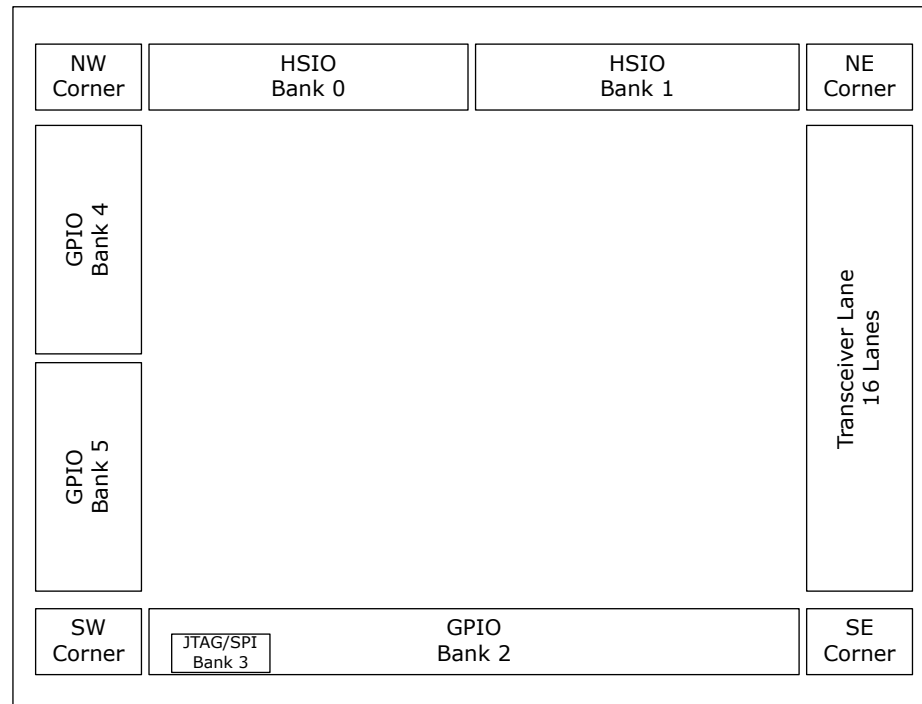 NW
Corner
HSIO
Bank 0
HSIO
Bank 1
NE
Corner
GPIO
Bank 4
GPIO
Bank 5
Transceiver Lane
16 Lanes
SW
Corner
JTAG/SPI
Bank 3
GPIO
Bank 2
SE
Corner